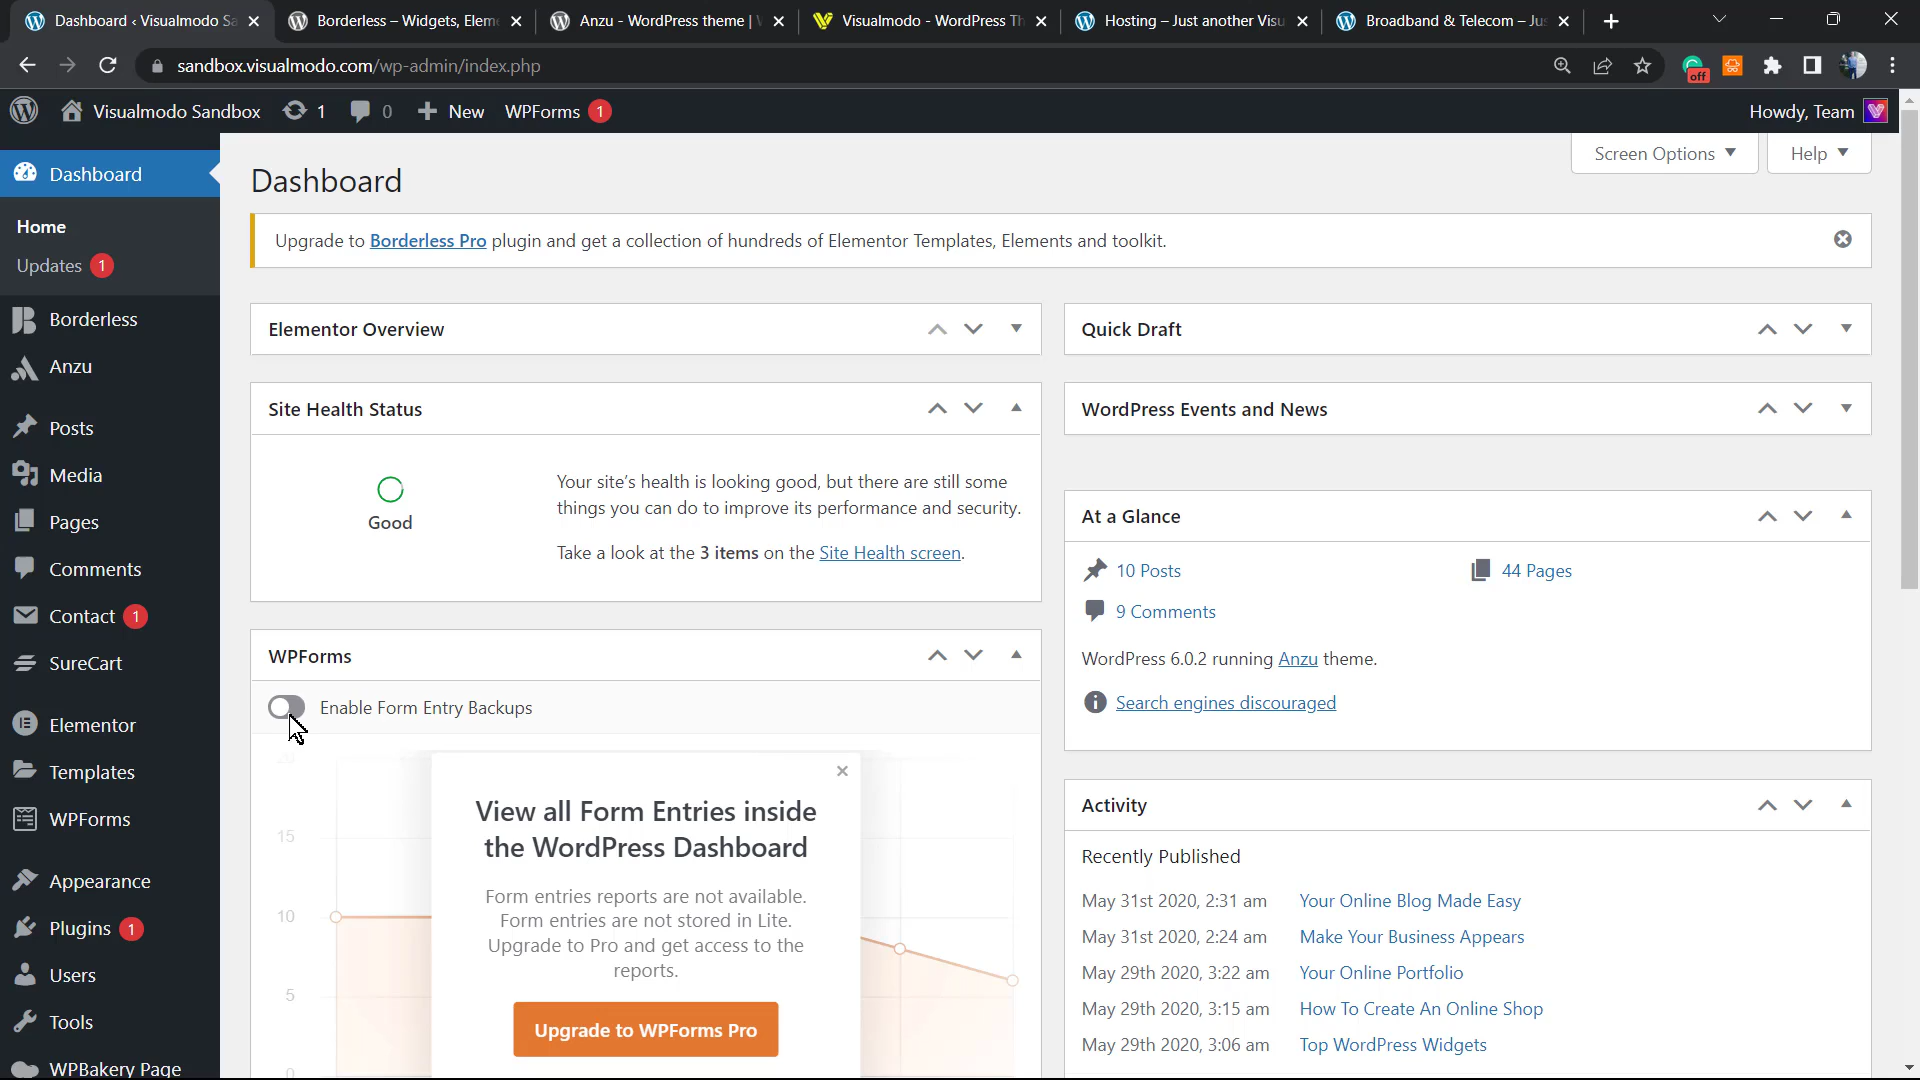 Dashboard ‹ Visualmodo Sa
Borderless – Widgets, Elem
Anzu - WordPress theme |
Visualmodo - WordPress Th
Hosting – Just another Visu
Broadband & Telecom – Jus
sandbox.visualmodo.com/wp-admin/index.php
off
Visualmodo Sandbox
1
0
New
WPForms 1
Howdy, Team
Dashboard
Home
Updates 1
Borderless
Anzu
Posts
Media
Pages
Comments
Contact 1
SureCart
Elementor
Templates
WPForms
Appearance
Plugins 1
Users
Tools
WPBakery Page
Screen Options
Help
Dashboard
Upgrade to Borderless Pro plugin and get a collection of hundreds of Elementor Templates, Elements and toolkit.
Elementor Overview
Site Health Status
Good
Your site's health is looking good, but there are still some
things you can do to improve its performance and security.
Take a look at the 3 items on the Site Health screen.
WPForms
Enable Form Entry Backups
20
15
10
5
0
View all Form Entries inside
the WordPress Dashboard
Form entries reports are not available.
Form entries are not stored in Lite.
Upgrade to Pro and get access to the
reports.
Upgrade to WPForms Pro
Quick Draft
WordPress Events and News
At a Glance
10 Posts
44 Pages
9 Comments
WordPress 6.0.2 running Anzu theme.
Search engines discouraged
Activity
Recently Published
May 31st 2020, 2:31 am Your Online Blog Made Easy
May 31st 2020, 2:24 am Make Your Business Appears
May 29th 2020, 3:22 am Your Online Portfolio
May 29th 2020, 3:15 am How To Create An Online Shop
May 29th 2020, 3:06 am Top WordPress Widgets